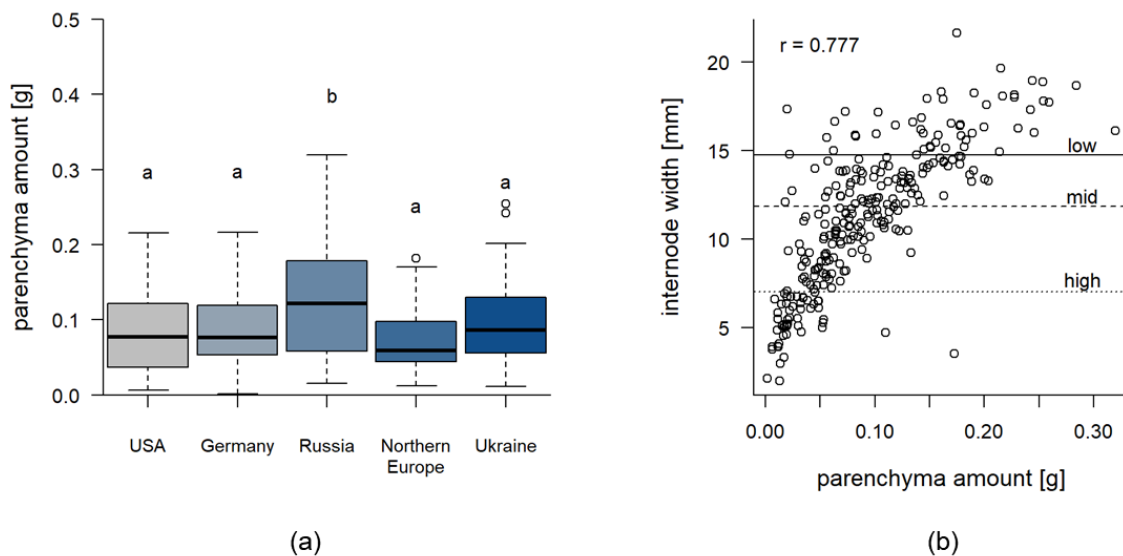 0.5
0.4
0.3
0.2
0.1
0.0
parenchyma amount [g]
a
a
b
a
a
USA
Germany
Russia
Northern
Europe
Ukraine
(a)
r = 0.777
20
15
10
5
internode width [mm]
low
mid
high
0.00
0.10
0.20
0.30
parenchyma amount [g]
(b)